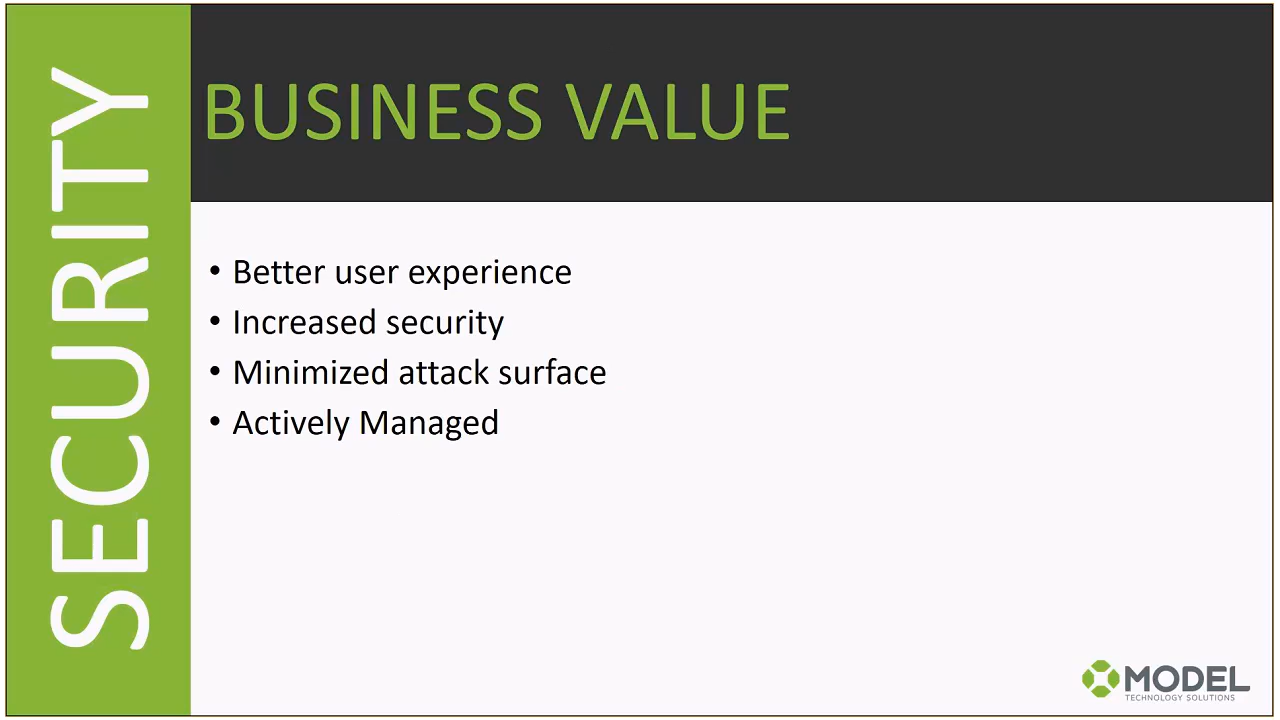 SECURITY
BUSINESS VALUE
• Better user experience
• Increased security
• Minimized attack surface
• Actively Managed
MODEL
TECHNOLOGY SOLUTIONS